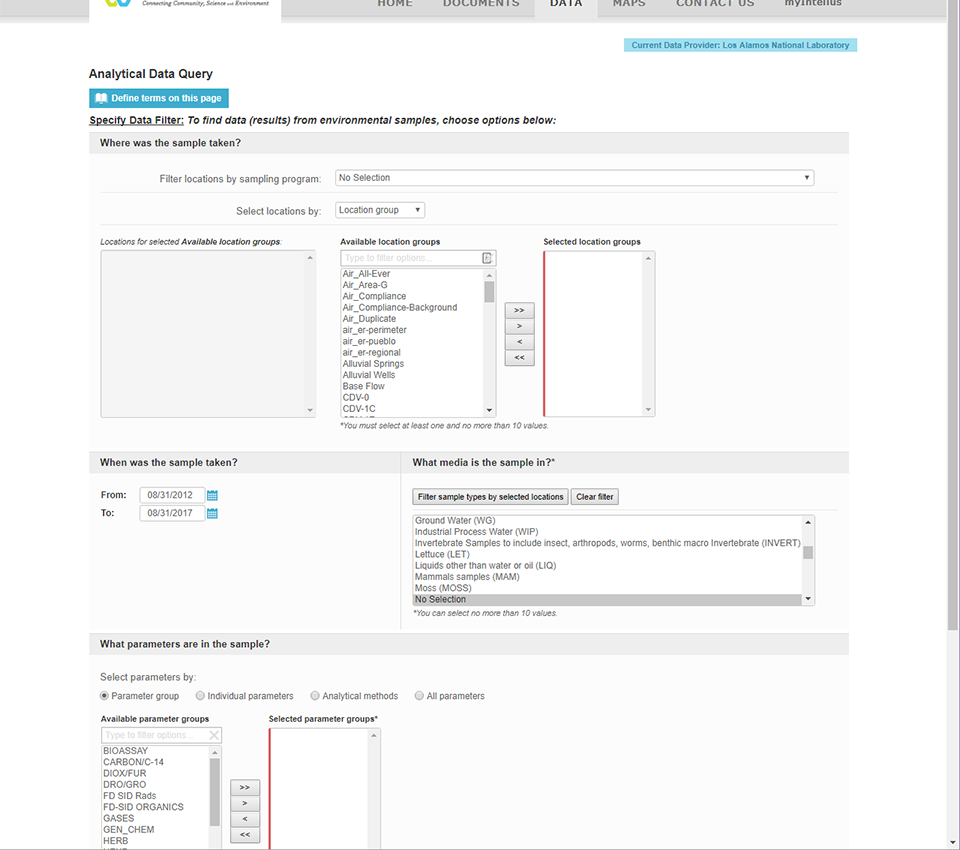 Connecting Community, Science and Environment
HOME DOCUMENTS DATA MAPS CONTACT US myIntellus
Current Data Provider: Los Alamos National Laboratory
Analytical Data Query
Define terms on this page
Specify Data Filter: To find data (results) from environmental samples, choose options below:
Where was the sample taken?
Filter locations by sampling program: No Selection
Select locations by: Location group
Locations for selected Available location groups:
Available location groups
Selected location groups
Type to filter options...
Air_All-Ever
Air_Area-G
Air_Compliance
Air_Compliance-Background
Air_Duplicate
air_er-perimeter
air_er-pueblo
air_er-regional
Alluvial Springs
Alluvial Wells
Base Flow
CDV-0
CDV-1C
>>
>
<
<<
*You must select at least one and no more than 10 values.
When was the sample taken?
From: 08/31/2012
To: 08/31/2017
What media is the sample in?*
Filter sample types by selected locations Clear filter
Ground Water (WG)
Industrial Process Water (WIP)
Invertebrate Samples to include insect, arthropods, worms, benthic macro Invertebrate (INVERT)
Lettuce (LET)
Liquids other than water or oil (LIQ)
Mammals samples (MAM)
Moss (MOSS)
No Selection
*You can select no more than 10 values.
What parameters are in the sample?
Select parameters by:
Parameter group Individual parameters Analytical methods All parameters
Available parameter groups
Selected parameter groups*
Type to filter options...
BIOASSAY
CARBON/C-14
DIOX/FUR
DRO/GRO
FD SID Rads
FD-SID ORGANICS
GASES
GEN_CHEM
HERB
>>
>
<
<<